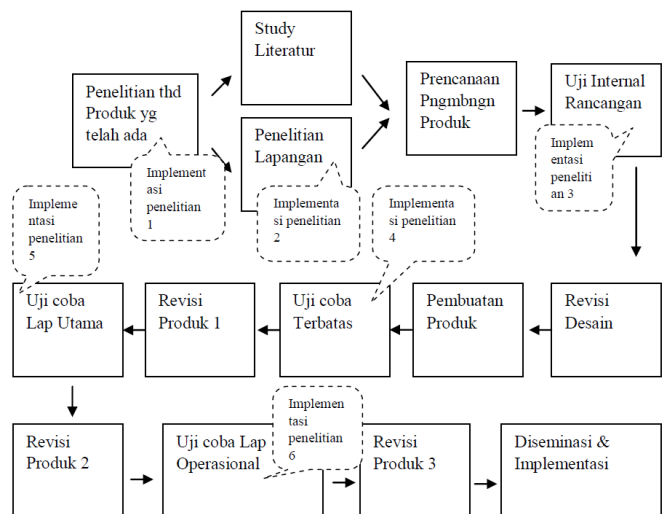 Study
Literatur
Penelitian thd
Produk yg
telah ada
Prencanaan
Pngmbngn
Produk
Uji Internal
Rancangan
Penelitian
Lapangan
Implement
asi
penelitian
1
Implementa
si penelitian
2
Implem
entasi
peneliti
an 3
Impleme
ntasi
penelitian
5
Implementa
si penelitian
4
Uji coba
Lap Utama
Revisi
Produk 1
Uji coba
Terbatas
Pembuatan
Produk
Revisi
Desain
Revisi
Produk 2
Uji coba Lap
Operasional
Implemen
tasi
penelitian
6
Revisi
Produk 3
Diseminasi &
Implementasi